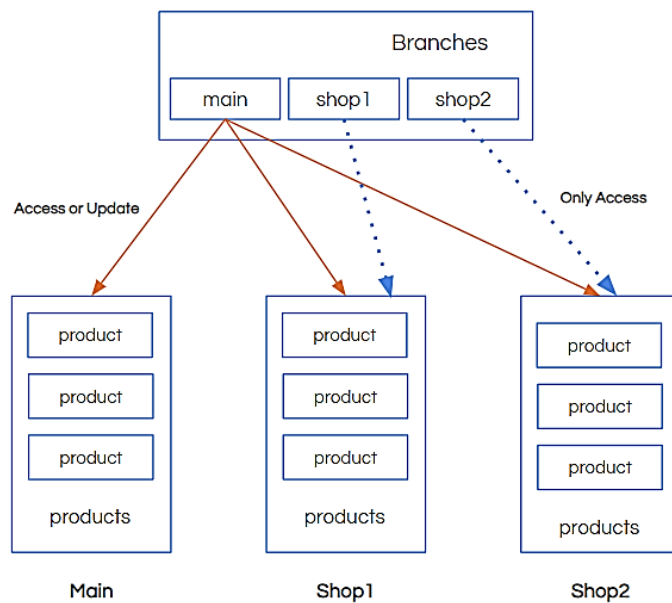 Branches
main
shop1
shop2
Access or Update
Only Access
product
product
product
products
product
product
product
products
product
product
product
products
Main
Shop1
Shop2